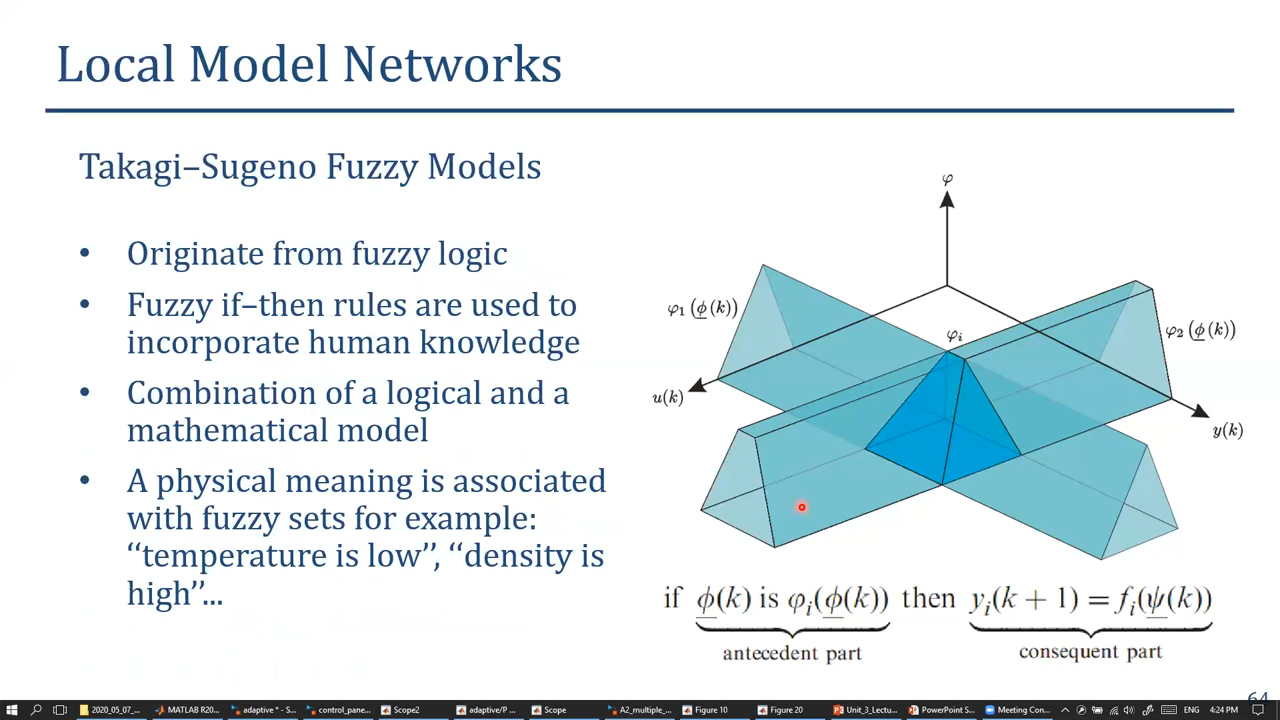 Local Model Networks
Takagi–Sugeno Fuzzy Models
• Originate from fuzzy logic
• Fuzzy if–then rules are used to
incorporate human knowledge
• Combination of a logical and a
mathematical model
• A physical meaning is associated
with fuzzy sets for example:
‘‘temperature is low’’, ‘‘density is
high’’...
φ
φ₁ (ϕ(k))
φᵢ
φ₂ (ϕ(k))
u(k)
y(k)
if ϕ(k) is φᵢ(ϕ(k)) then yᵢ(k + 1) = fᵢ(ψ(k))
antecedent part
consequent part
64
2020_05_07_...
MATLAB R20...
adaptive * - S...
control_pane...
Scope2
adaptive/P ...
Scope
A2_multiple_...
Figure 10
Figure 20
Unit_3_Lectu...
PowerPoint S...
Meeting Con...
ENG
4:24 PM